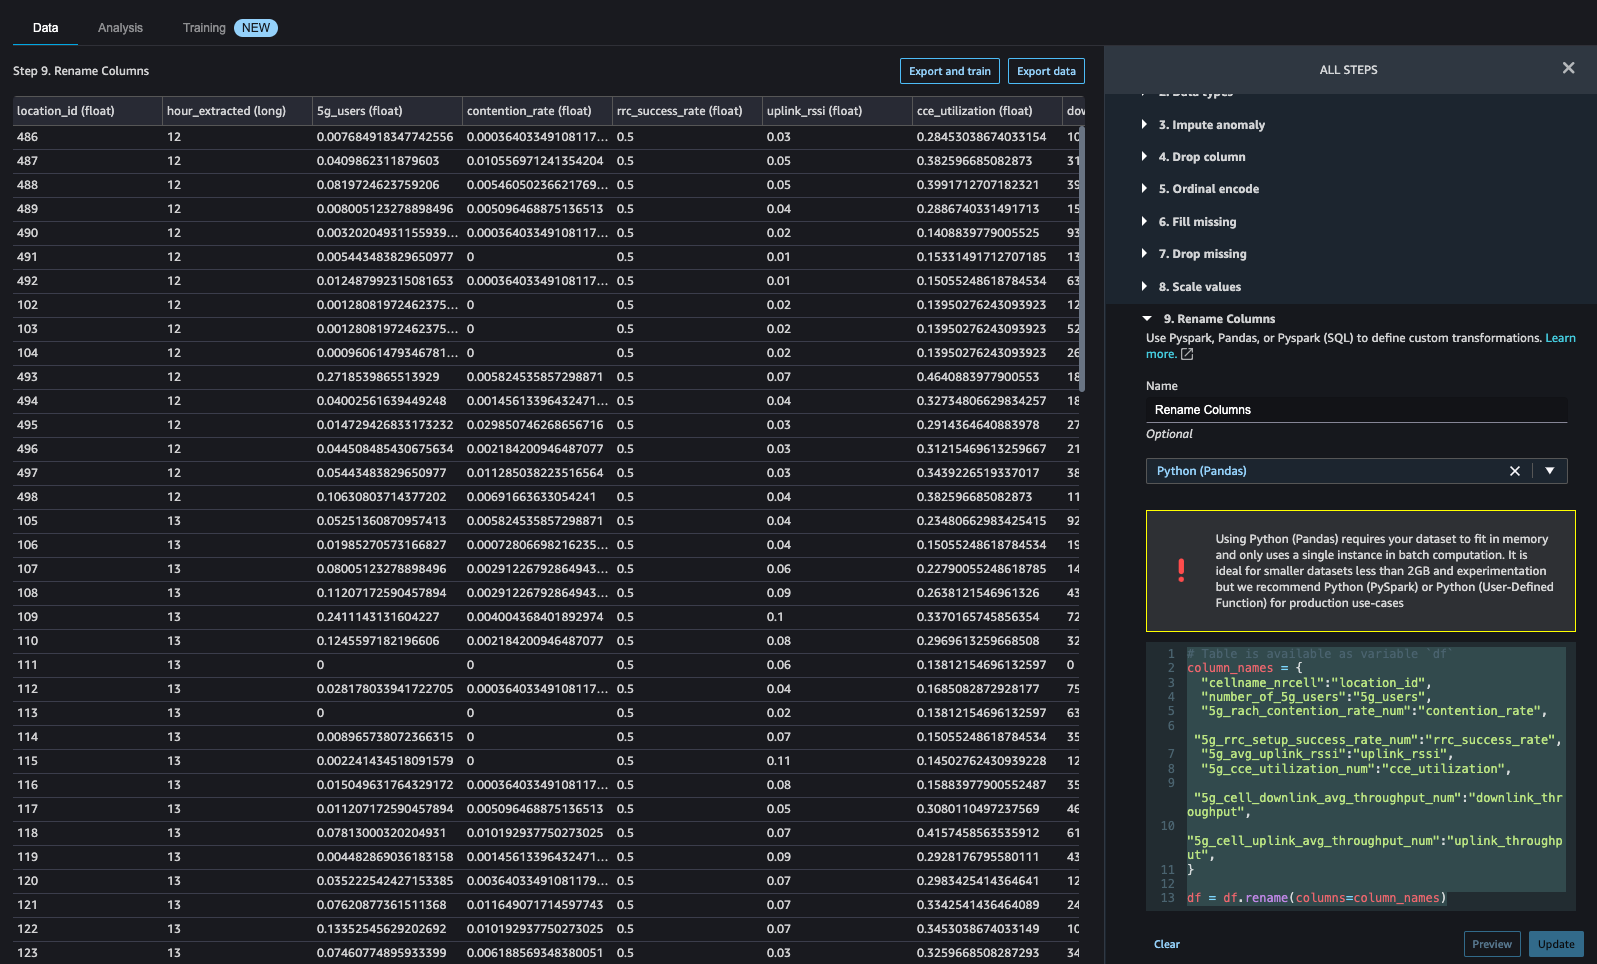 Data Analysis Training NEW
Step 9. Rename Columns Export and train Export data
location_id (float) hour_extracted (long) 5g_users (float) contention_rate (float) rrc_success_rate (float) uplink_rssi (float) cce_utilization (float) dov
486 12 0.007684918347742556 0.00036403349108117... 0.5 0.03 0.28453038674033154 10
487 12 0.0409862311879603 0.010556971241354204 0.5 0.05 0.382596685082873 31
488 12 0.0819724623759206 0.00546050236621769... 0.5 0.05 0.3991712707182321 39
489 12 0.008005123278898496 0.005096468875136513 0.5 0.04 0.2886740331491713 15
490 12 0.00320204931155939... 0.00036403349108117... 0.5 0.02 0.1408839779005525 93
491 12 0.005443483829650977 0 0.5 0.01 0.15331491712707185 13
492 12 0.012487992315081653 0.00036403349108117... 0.5 0.01 0.15055248618784534 63
102 12 0.00128081972462375... 0 0.5 0.02 0.13950276243093923 12
103 12 0.00128081972462375... 0 0.5 0.02 0.13950276243093923 52
104 12 0.00096061479346781... 0 0.5 0.02 0.13950276243093923 26
493 12 0.2718539865513929 0.005824535857298871 0.5 0.07 0.4640883977900553 18
494 12 0.04002561639449248 0.00145613396432471... 0.5 0.04 0.32734806629834257 18
495 12 0.014729426833173232 0.029850746268656716 0.5 0.03 0.2914364640883978 27
496 12 0.044508485430675634 0.002184200946487077 0.5 0.03 0.31215469613259667 21
497 12 0.05443483829650977 0.011285038223516564 0.5 0.03 0.3439226519337017 38
498 12 0.10630803714377202 0.00691663633054241 0.5 0.04 0.382596685082873 11
105 13 0.05251360870957413 0.005824535857298871 0.5 0.04 0.23480662983425415 92
106 13 0.01985270573166827 0.00072806698216235... 0.5 0.04 0.15055248618784534 19
107 13 0.08005123278898496 0.00291226792864943... 0.5 0.06 0.22790055248618785 14
108 13 0.11207172590457894 0.00291226792864943... 0.5 0.09 0.2638121546961326 43
109 13 0.2411143131604227 0.004004368401892974 0.5 0.1 0.3370165745856354 72
110 13 0.1245597182196606 0.002184200946487077 0.5 0.08 0.2969613259668508 32
111 13 0 0 0.5 0.06 0.13812154696132597 0
112 13 0.028178033941722705 0.00036403349108117... 0.5 0.04 0.1685082872928177 75
113 13 0 0 0.5 0.02 0.13812154696132597 63
114 13 0.008965738072366315 0 0.5 0.07 0.15055248618784534 35
115 13 0.002241434518091579 0 0.5 0.11 0.14502762430939228 12
116 13 0.015049631764329172 0.00036403349108117... 0.5 0.08 0.15883977900552487 35
117 13 0.011207172590457894 0.005096468875136513 0.5 0.05 0.3080110497237569 46
118 13 0.07813000320204931 0.010192937750273025 0.5 0.07 0.4157458563535912 61
119 13 0.004482869036183158 0.00145613396432471... 0.5 0.09 0.2928176795580111 43
120 13 0.035222542427153385 0.00364033491081179... 0.5 0.07 0.2983425414364641 12
121 13 0.07620877361511368 0.011649071714597743 0.5 0.07 0.3342541436464089 24
122 13 0.13352545629202692 0.010192937750273025 0.5 0.07 0.3453038674033149 10
123 13 0.07460774895933399 0.006188569348380051 0.5 0.03 0.3259668508287293 34
ALL STEPS
2. Data types
3. Impute anomaly
4. Drop column
5. Ordinal encode
6. Fill missing
7. Drop missing
8. Scale values
9. Rename Columns
Use Pyspark, Pandas, or Pyspark (SQL) to define custom transformations. Learn
more.
Name
Rename Columns
Optional
Python (Pandas)
Using Python (Pandas) requires your dataset to fit in memory
and only uses a single instance in batch computation. It is
ideal for smaller datasets less than 2GB and experimentation
but we recommend Python (PySpark) or Python (User-Defined
Function) for production use-cases
1 # Table is available as variable `df`
2 column_names = {
3 "cellname_nrcell":"location_id",
4 "number_of_5g_users":"5g_users",
5 "5g_rach_contention_rate_num":"contention_rate",
6
"5g_rrc_setup_success_rate_num":"rrc_success_rate",
7 "5g_avg_uplink_rssi":"uplink_rssi",
8 "5g_cce_utilization_num":"cce_utilization",
9
"5g_cell_downlink_avg_throughput_num":"downlink_thr
oughput",
10
"5g_cell_uplink_avg_throughput_num":"uplink_throughp
ut",
11 }
12
13 df = df.rename(columns=column_names)
Clear Preview Update